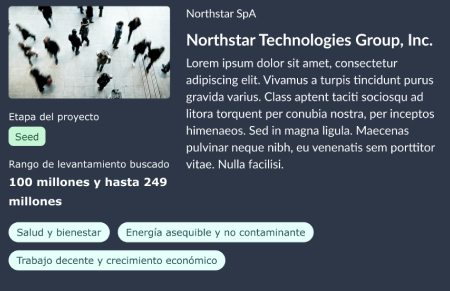 Northstar SpA
Northstar Technologies Group, Inc.
Lorem ipsum dolor sit amet, consectetur
adipiscing elit. Vivamus a turpis tincidunt purus
gravida varius. Class aptent taciti sociosqu ad
litora torquent per conubia nostra, per inceptos
himenaeos. Sed in magna ligula. Maecenas
pulvinar neque nibh, eu venenatis sem porttitor
vitae. Nulla facilisi.
Etapa del proyecto
Seed
Rango de levantamiento buscado
100 millones y hasta 249
millones
Salud y bienestar
Energía asequible y no contaminante
Trabajo decente y crecimiento económico